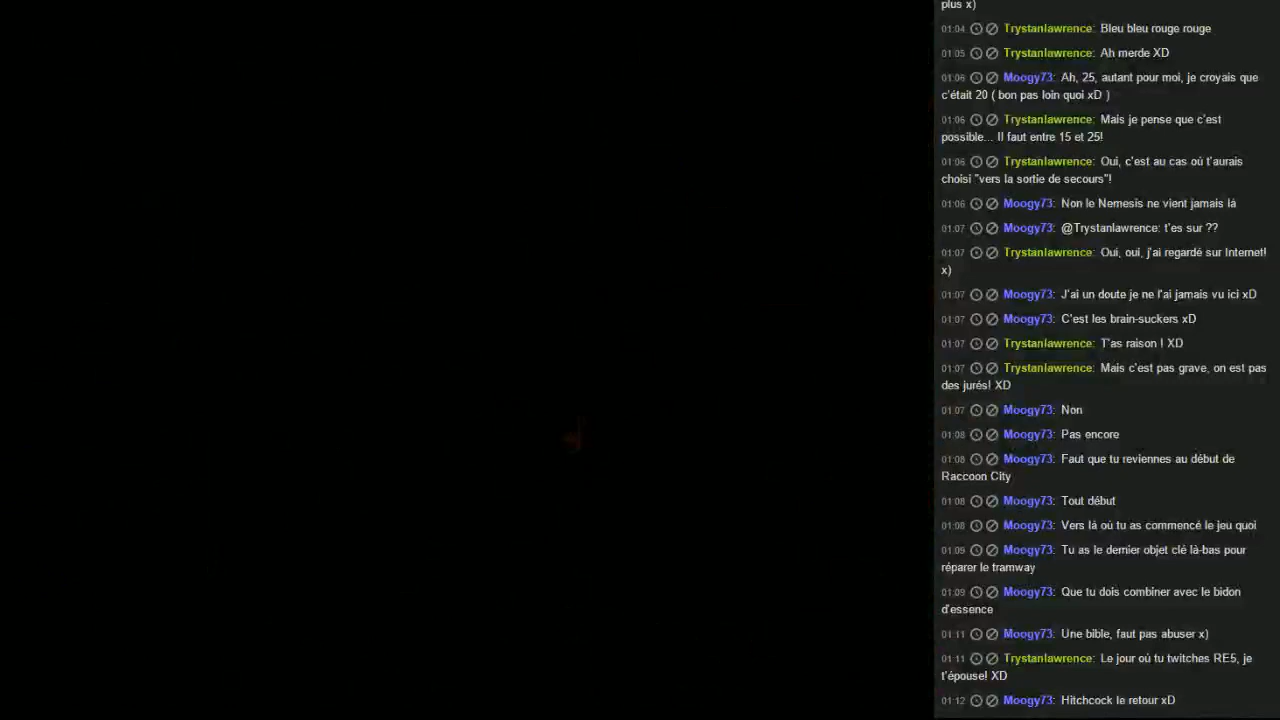 plus x)
01:04 Trystanlawrence: Bleu bleu rouge rouge
01:05 Trystanlawrence: Ah merde XD
01:06 Moogy73: Ah, 25, autant pour moi, je croyais que
c'était 20 ( bon pas loin quoi xD )
01:06 Trystanlawrence: Mais je pense que c'est
possible... Il faut entre 15 et 25!
01:06 Trystanlawrence: Oui, c'est au cas où t'aurais
choisi "vers la sortie de secours"!
01:06 Moogy73: Non le Nemesis ne vient jamais là
01:07 Moogy73: @Trystanlawrence: t'es sur ??
01:07 Trystanlawrence: Oui, oui, j'ai regardé sur Internet!
x)
01:07 Moogy73: J'ai un doute je ne l'ai jamais vu ici xD
01:07 Moogy73: C'est les brain-suckers xD
01:07 Trystanlawrence: T'as raison ! XD
01:07 Trystanlawrence: Mais c'est pas grave, on est pas
des jurés! XD
01:07 Moogy73: Non
01:08 Moogy73: Pas encore
01:08 Moogy73: Faut que tu reviennes au début de
Raccoon City
01:08 Moogy73: Tout début
01:08 Moogy73: Vers là où tu as commencé le jeu quoi
01:09 Moogy73: Tu as le dernier objet clé là-bas pour
réparer le tramway
01:09 Moogy73: Que tu dois combiner avec le bidon
d'essence
01:11 Moogy73: Une bible, faut pas abuser x)
01:11 Trystanlawrence: Le jour où tu twitches RE5, je
t'épouse! XD
01:12 Moogy73: Hitchcock le retour xD